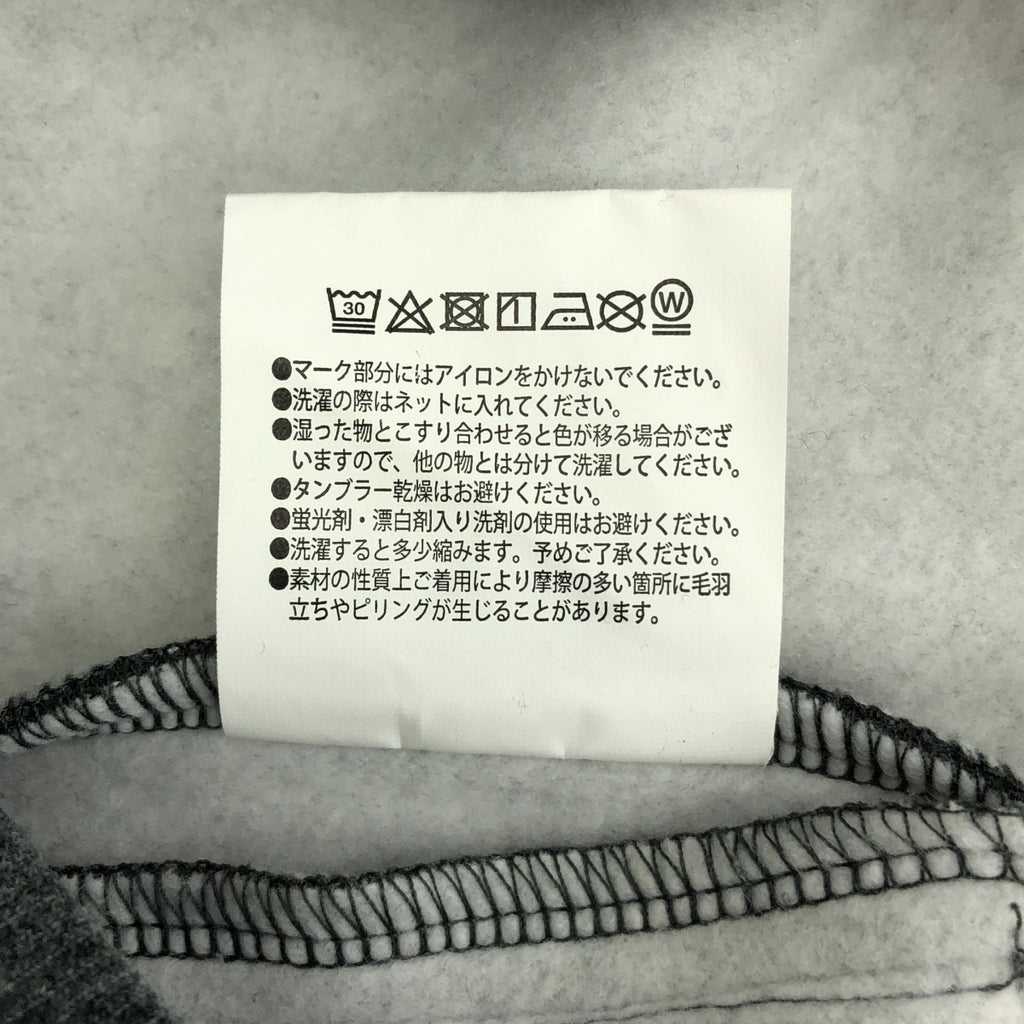 30 W
●マーク部分にはアイロンをかけないでください。
●洗濯の際はネットに入れてください。
●湿った物とこすり合わせると色が移る場合がござ
いますので、他の物とは分けて洗濯してください。
●タンブラー乾燥はお避けください。
●蛍光剤・漂白剤入り洗剤の使用はお避けください。
●洗濯すると多少縮みます。予めご了承ください。
●素材の性質上ご着用により摩擦の多い箇所に毛羽
立ちやピリングが生じることがあります。